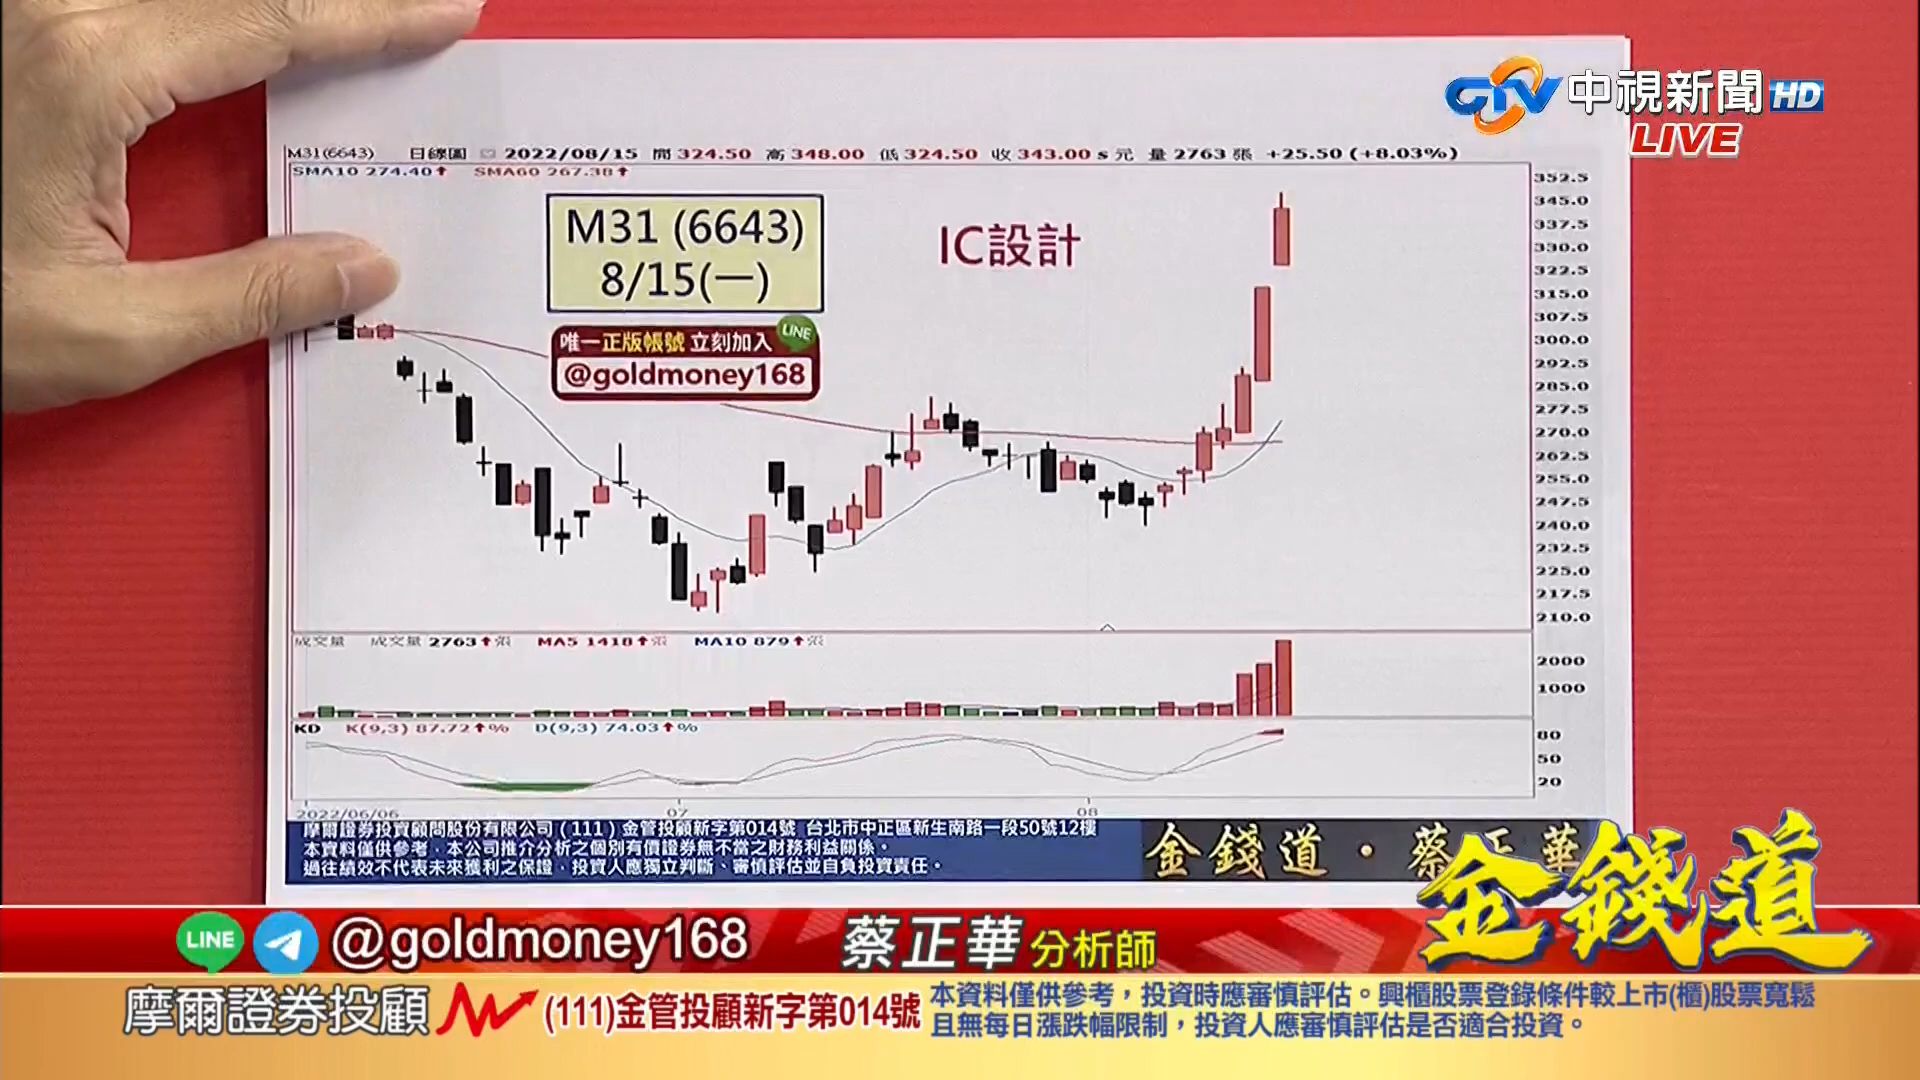 CTV 中視新聞 HD
LIVE
M31(6643) 日線圖 2022/08/15 開 324.50 高 348.00 低 324.50 收 343.00 s 元 量 2763 張 +25.50 (+8.03%)
SMA10 274.40↑ SMA60 267.38↑
M31 (6643)
8/15(一)
IC設計
唯一正版帳號 立刻加入 LINE
@goldmoney168
352.5
345.0
337.5
330.0
322.5
315.0
307.5
300.0
292.5
285.0
277.5
270.0
262.5
255.0
247.5
240.0
232.5
225.0
217.5
210.0
成交量 成交量 2763↑張 MA5 1418↑張 MA10 879↑張
2000
1000
KD K(9,3) 87.72↑% D(9,3) 74.03↑%
80
50
20
2022/06/06 07 08
摩爾證券投資顧問股份有限公司 (111) 金管投顧新字第014號 台北市中正區新生南路一段50號12樓
本資料僅供參考，本公司推介分析之個別有價證券無不當之財務利益關係。
過往績效不代表未來獲利之保證，投資人應獨立判斷、審慎評估並自負投資責任。
金錢道・蔡正華
金錢道
LINE @goldmoney168 蔡正華 分析師
摩爾證券投顧 (111)金管投顧新字第014號
本資料僅供參考，投資時應審慎評估。興櫃股票登錄條件較上市(櫃)股票寬鬆
且無每日漲跌幅限制，投資人應審慎評估是否適合投資。